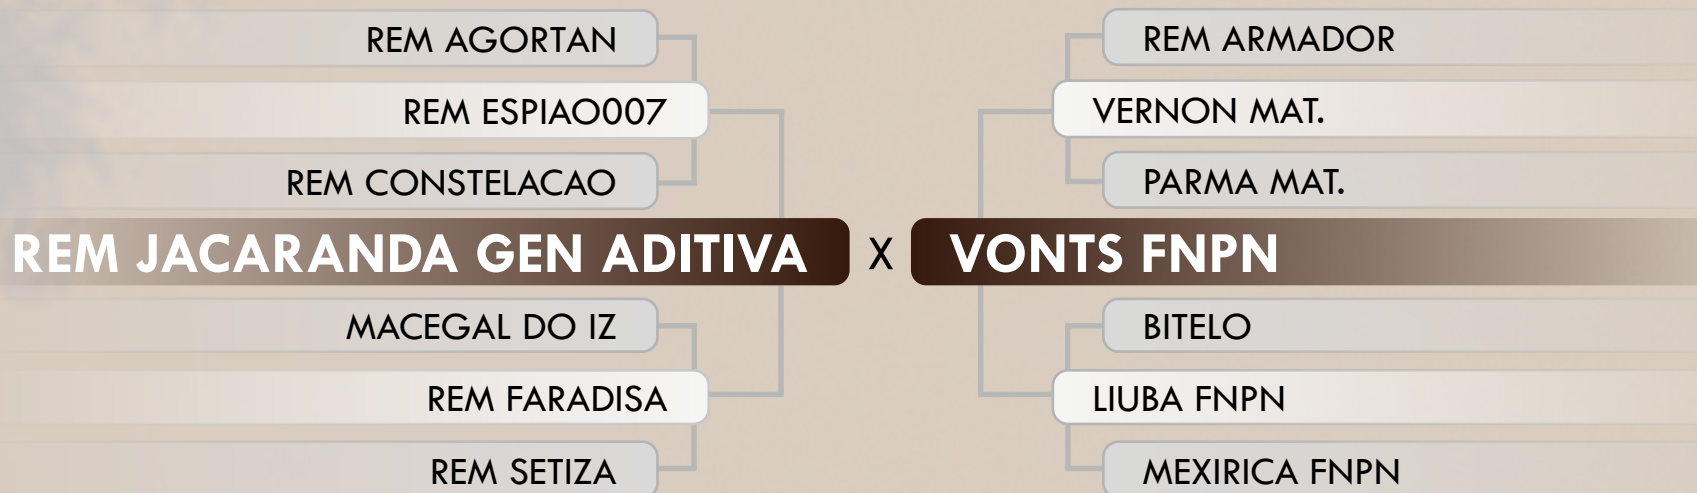 REM AGORTAN
REM ESPIAO007
REM CONSTELACAO
REM JACARANDA GEN ADITIVA
MACEGAL DO IZ
REM FARADISA
REM SETIZA
X
REM ARMADOR
VERNON MAT.
PARMA MAT.
VONTS FNPN
BITELO
LIUBA FNPN
MEXIRICA FNPN